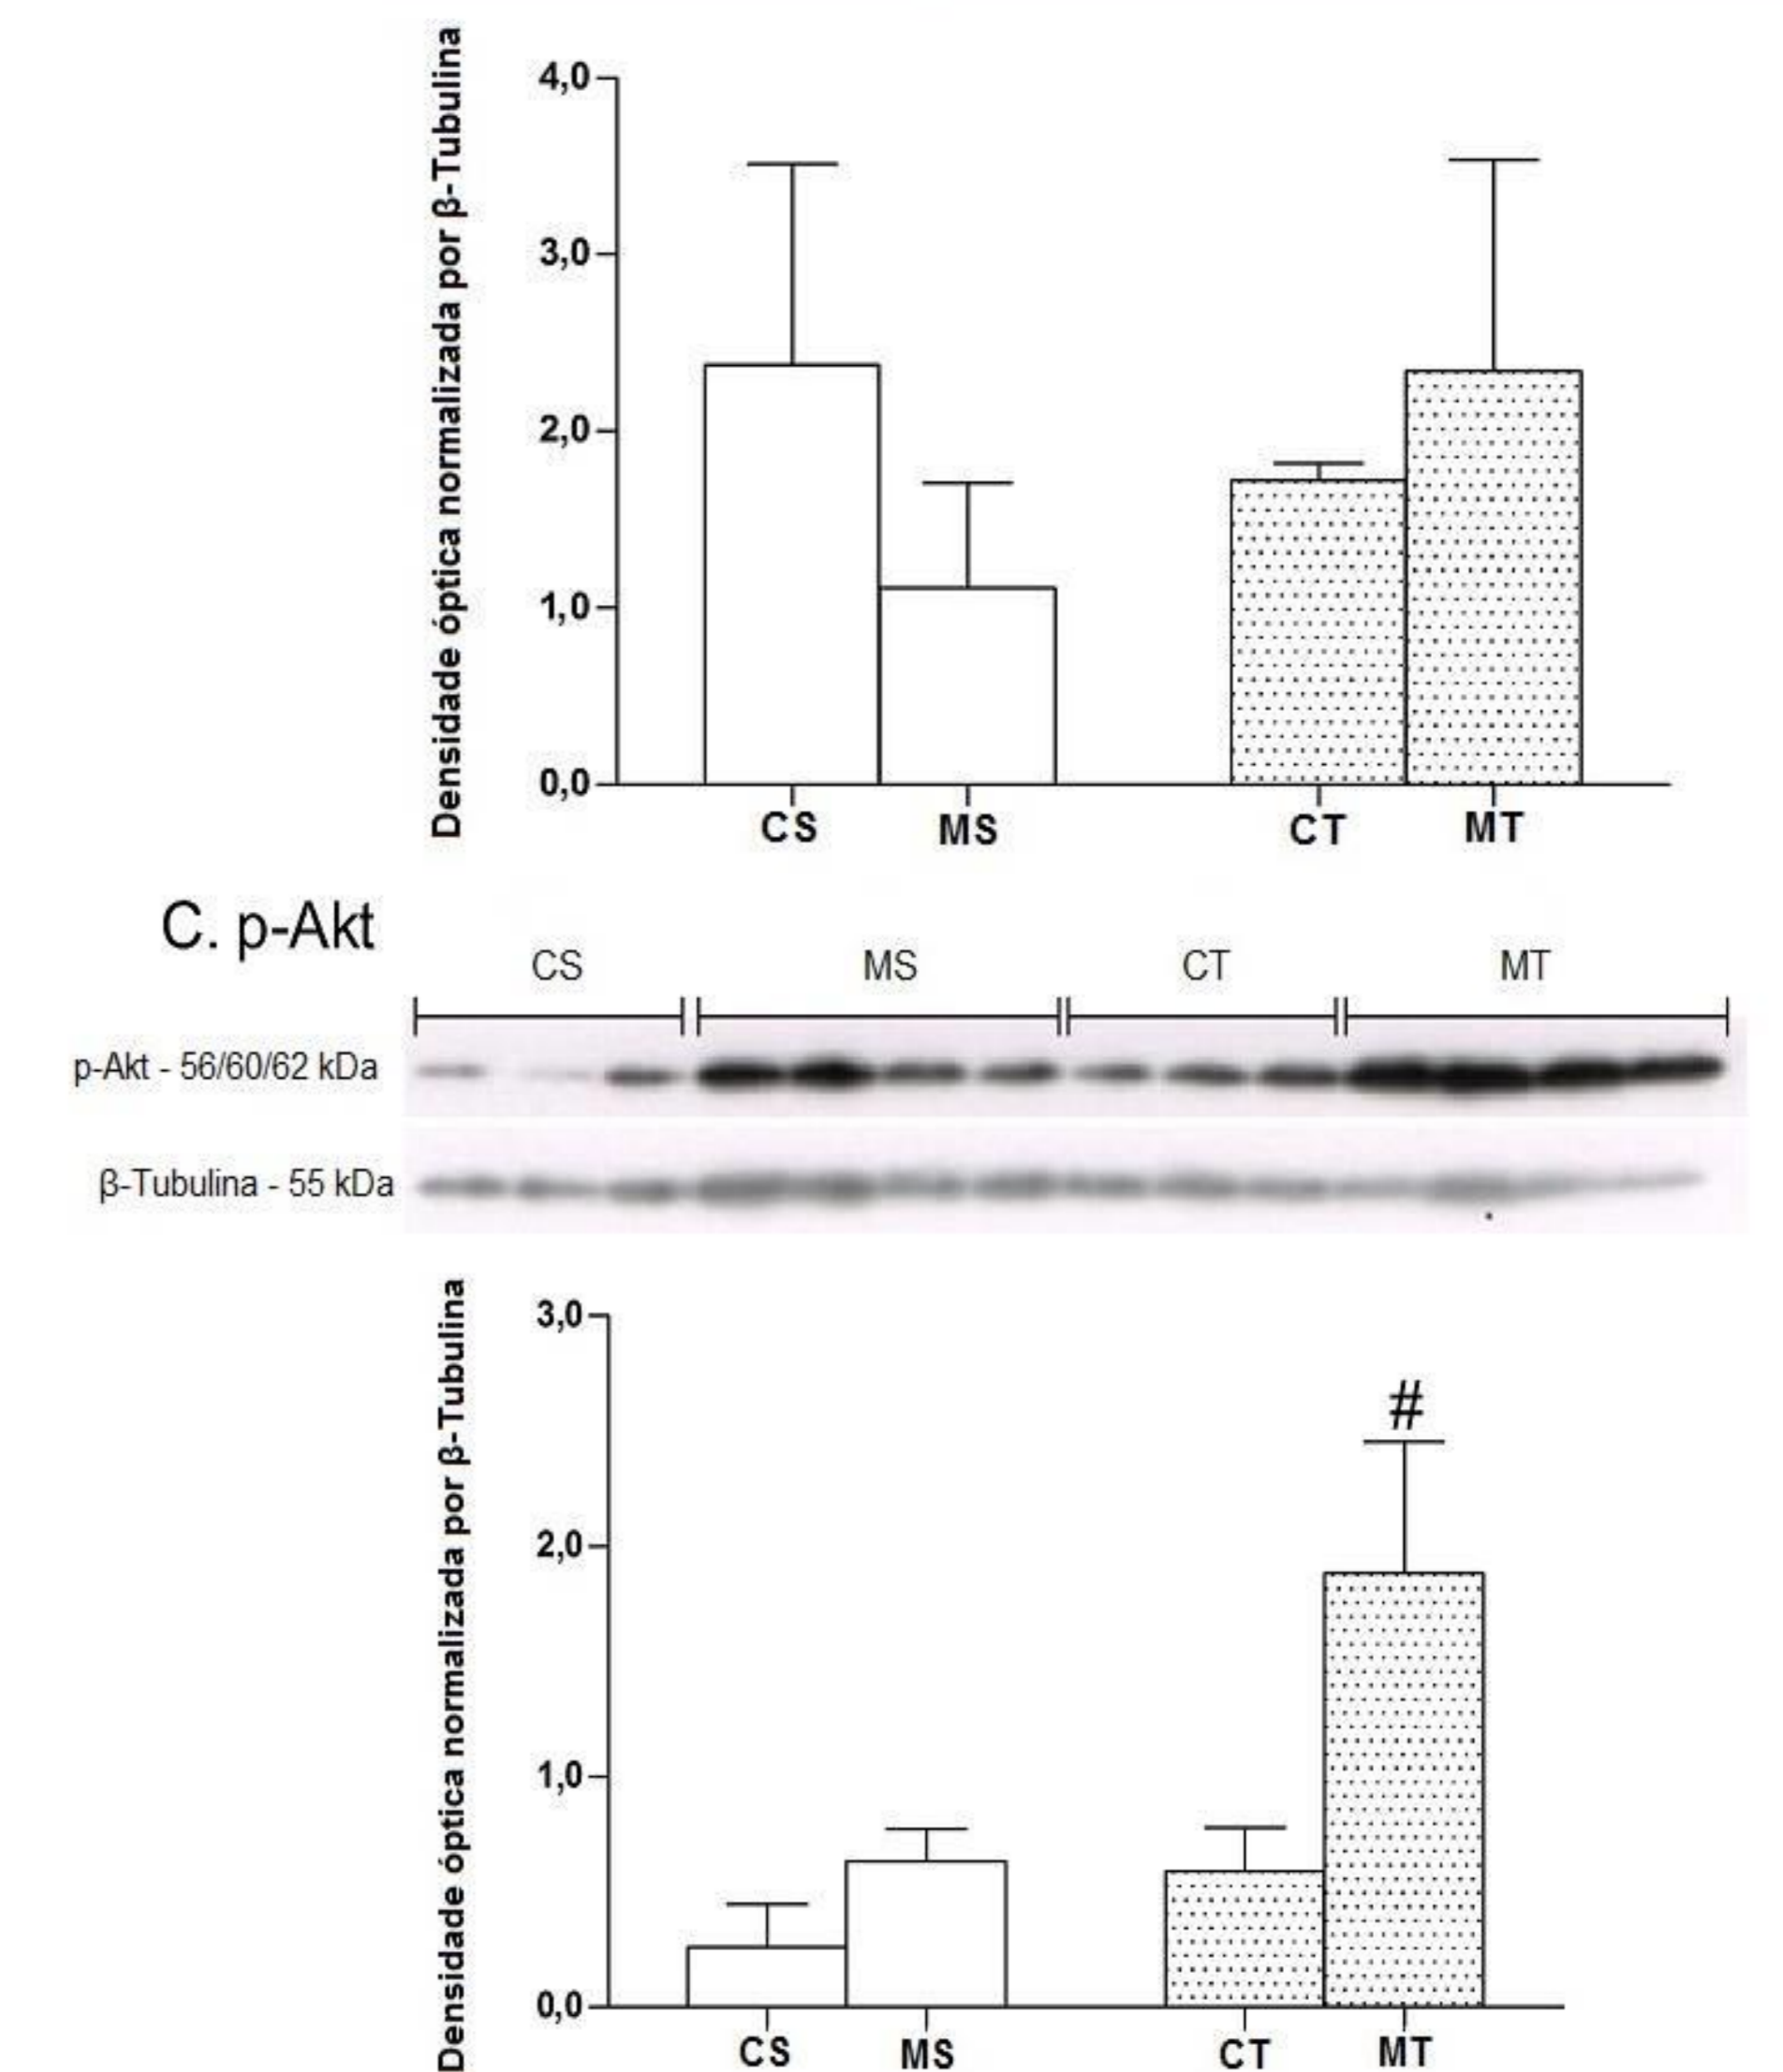 Densidade óptica normalizada por β-Tubulina
4,0
3,0
2,0
1,0
0,0
CS MS CT MT
C. p-Akt
CS MS CT MT
p-Akt - 56/60/62 kDa
β-Tubulina - 55 kDa
Densidade óptica normalizada por β-Tubulina
3,0
#
2,0
1,0
0,0
CS MS CT MT